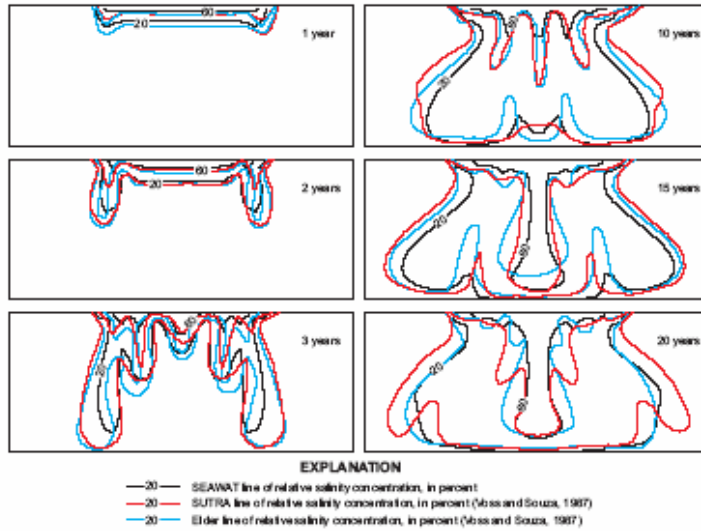 60
20
1 year
60
20
10 years
60
20
2 years
20
60
15 years
60
20
3 years
20
60
20 years
EXPLANATION
20 SEAWAT line of relative salinity concentration, in percent
20 SUTRA line of relative salinity concentration, in percent (Voss and Souza, 1987)
20 Elder line of relative salinity concentration, in percent (Voss and Souza, 1987)